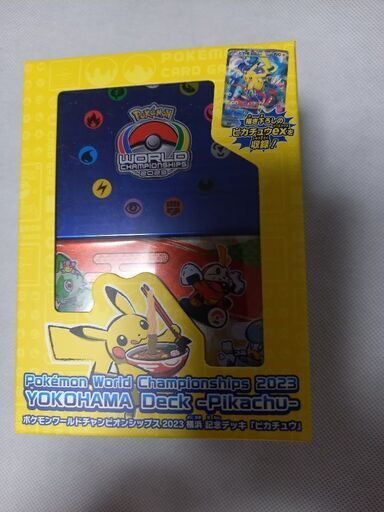 POKÉMON
CARD GA
描き下ろしの
ピカチュウexを
収録！
Pokémon
WORLD
CHAMPIONSHIPS
2023
Pokémon World Championships 2023
YOKOHAMA Deck -Pikachu-
ポケモンワールドチャンピオンシップス2023 横浜 記念デッキ「ピカチュウ」